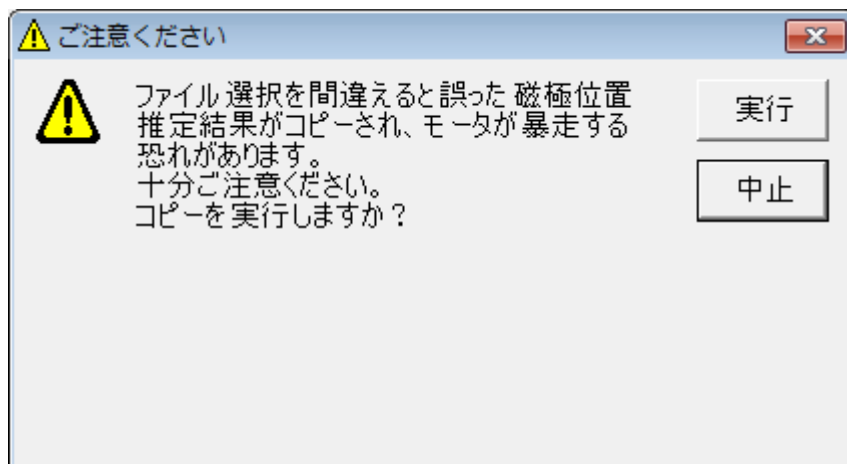 ご注意ください
ファイル選択を間違えると誤った磁極位置
推定結果がコピーされ、モータが暴走する
恐れがあります。
十分ご注意ください。
コピーを実行しますか？
実行
中止